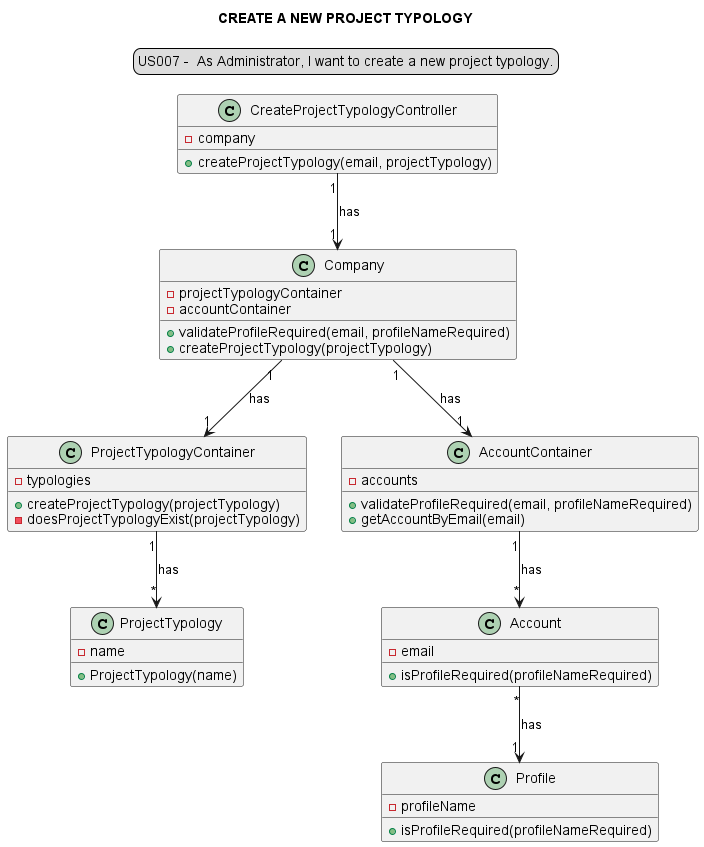 CREATE A NEW PROJECT TYPOLOGY
US007 - As Administrator, I want to create a new project typology.
C CreateProjectTypologyController
company
createProjectTypology(email, projectTypology)
1
has
1
C Company
projectTypologyContainer
accountContainer
validateProfileRequired(email, profileNameRequired)
createProjectTypology(projectTypology)
1 1
has has
1 1
C ProjectTypologyContainer
typologies
createProjectTypology(projectTypology)
doesProjectTypologyExist(projectTypology)
C AccountContainer
accounts
validateProfileRequired(email, profileNameRequired)
getAccountByEmail(email)
1 1
has has
* *
C ProjectTypology
name
ProjectTypology(name)
C Account
email
isProfileRequired(profileNameRequired)
*
has
1
C Profile
profileName
isProfileRequired(profileNameRequired)